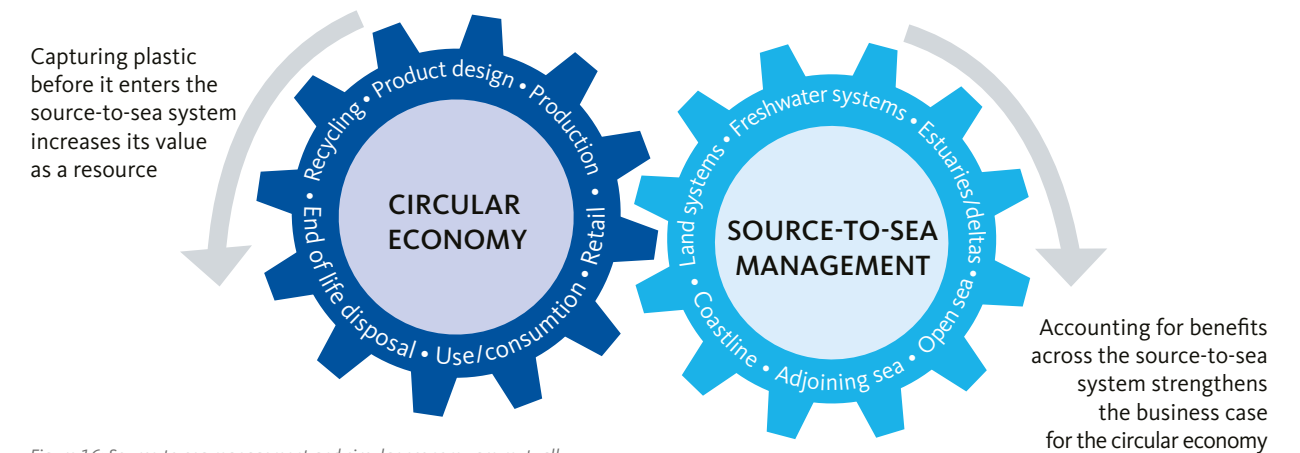 Capturing plastic
before it enters the
source-to-sea system
increases its value
as a resource
Recycling • Product design • Production • Retail • Use/consumtion • End of life disposal •
CIRCULAR
ECONOMY
Land systems • Freshwater systems • Estuaries/deltas • Open sea • Adjoining sea • Coastline •
SOURCE-TO-SEA
MANAGEMENT
Accounting for benefits
across the source-to-sea
system strengthens
the business case
for the circular economy
Figure 16